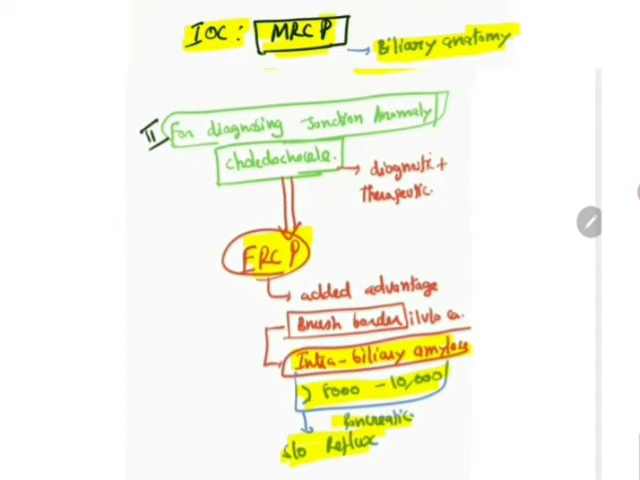 IOC: MRCP
→ Biliary anatomy
II For diagnosing Junction Anomaly
choledochocele.
→ diagnostic +
therapeutic.
ERCP
→ added advantage
Brush border
Intra-biliary amylase
> 8000 - 10,000
Pancreatic
S/o Reflux